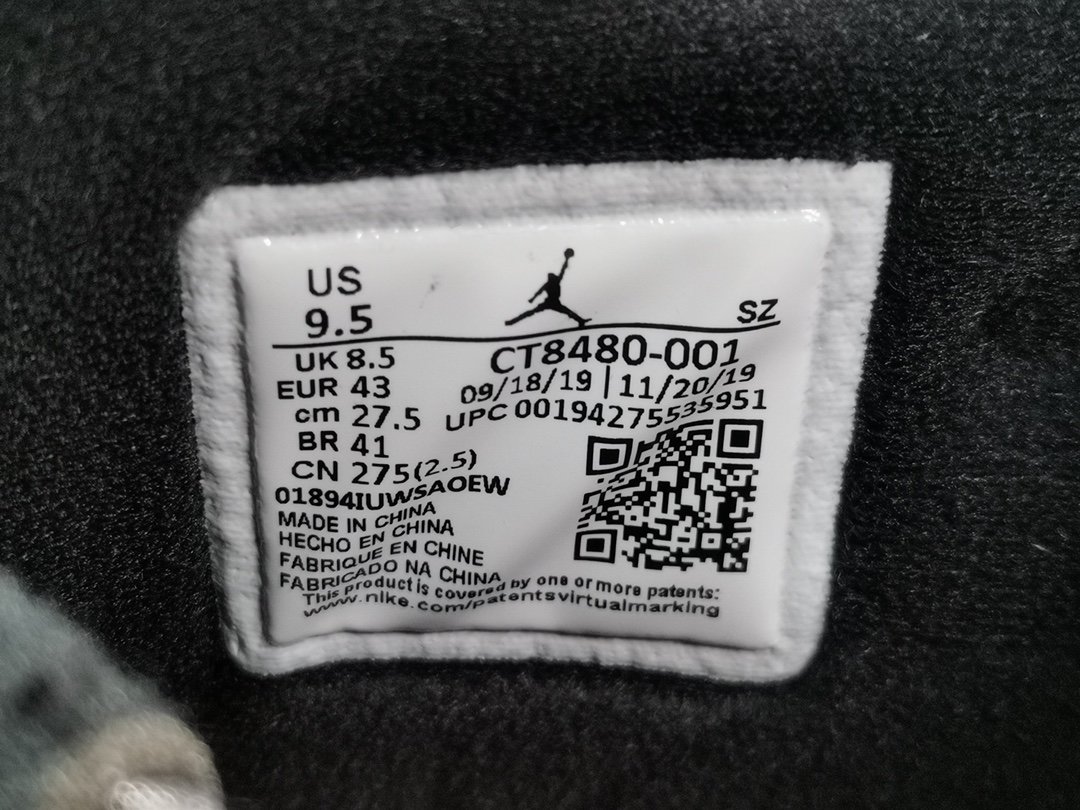 US
9.5
SZ
UK 8.5
CT8480-001
EUR 43
09/18/19 | 11/20/19
cm 27.5
UPC 00194275535951
BR 41
CN 275(2.5)
01894IUWSAOEW
MADE IN CHINA
HECHO EN CHINA
FABRIQUE EN CHINE
FABRICADO NA CHINA
This product is covered by one or more patents:
www.nike.com/patentsvirtualmarking